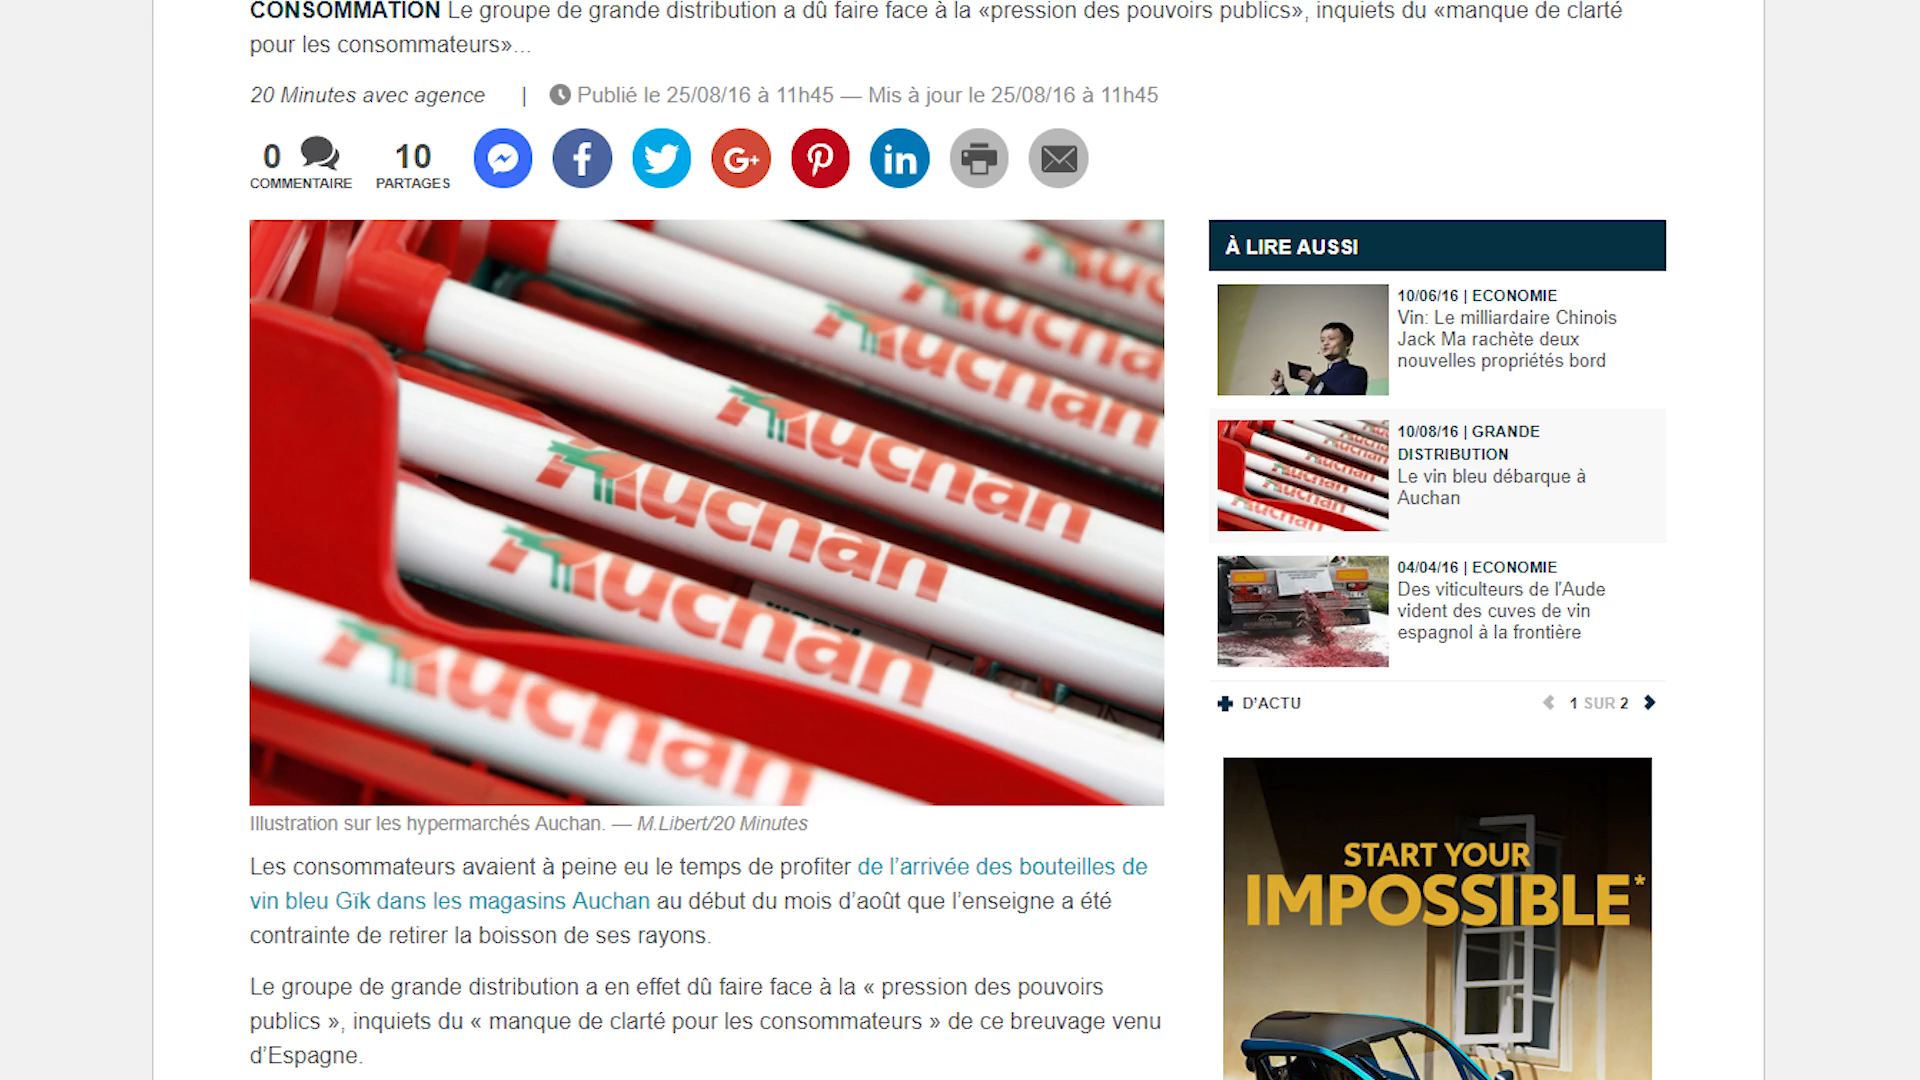 CONSOMMATION Le groupe de grande distribution a dû faire face à la «pression des pouvoirs publics», inquiets du «manque de clarté
pour les consommateurs»...
20 Minutes avec agence | Publié le 25/08/16 à 11h45 — Mis à jour le 25/08/16 à 11h45
0
COMMENTAIRE
10
PARTAGES
f
G+
in
Auchan
Auchan
Auchan
Auchan
Auchan
Auchan
Auchan
Illustration sur les hypermarchés Auchan. — M.Libert/20 Minutes
Les consommateurs avaient à peine eu le temps de profiter de l’arrivée des bouteilles de
vin bleu Gïk dans les magasins Auchan au début du mois d’août que l’enseigne a été
contrainte de retirer la boisson de ses rayons.
Le groupe de grande distribution a en effet dû faire face à la « pression des pouvoirs
publics », inquiets du « manque de clarté pour les consommateurs » de ce breuvage venu
d’Espagne.
À LIRE AUSSI
10/06/16 | ECONOMIE
Vin: Le milliardaire Chinois
Jack Ma rachète deux
nouvelles propriétés bord
10/08/16 | GRANDE
DISTRIBUTION
Le vin bleu débarque à
Auchan
04/04/16 | ECONOMIE
Des viticulteurs de l'Aude
vident des cuves de vin
espagnol à la frontière
D'ACTU
1 SUR 2
START YOUR
IMPOSSIBLE*